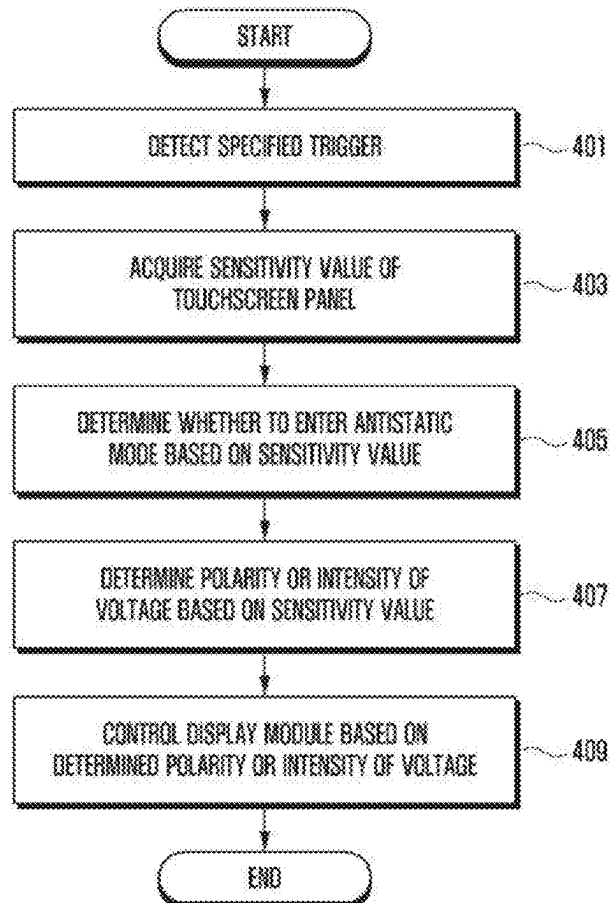 START
DETECT SPECIFIED TRIGGER
401
ACQUIRE SENSITIVITY VALUE OF
TOUCHSCREEN PANEL
403
DETERMINE WHETHER TO ENTER ANTISTATIC
MODE BASED ON SENSITIVITY VALUE
405
DETERMINE POLARITY OR INTENSITY OF
VOLTAGE BASED ON SENSITIVITY VALUE
407
CONTROL DISPLAY MODULE BASED ON
DETERMINED POLARITY OR INTENSITY OF VOLTAGE
409
END